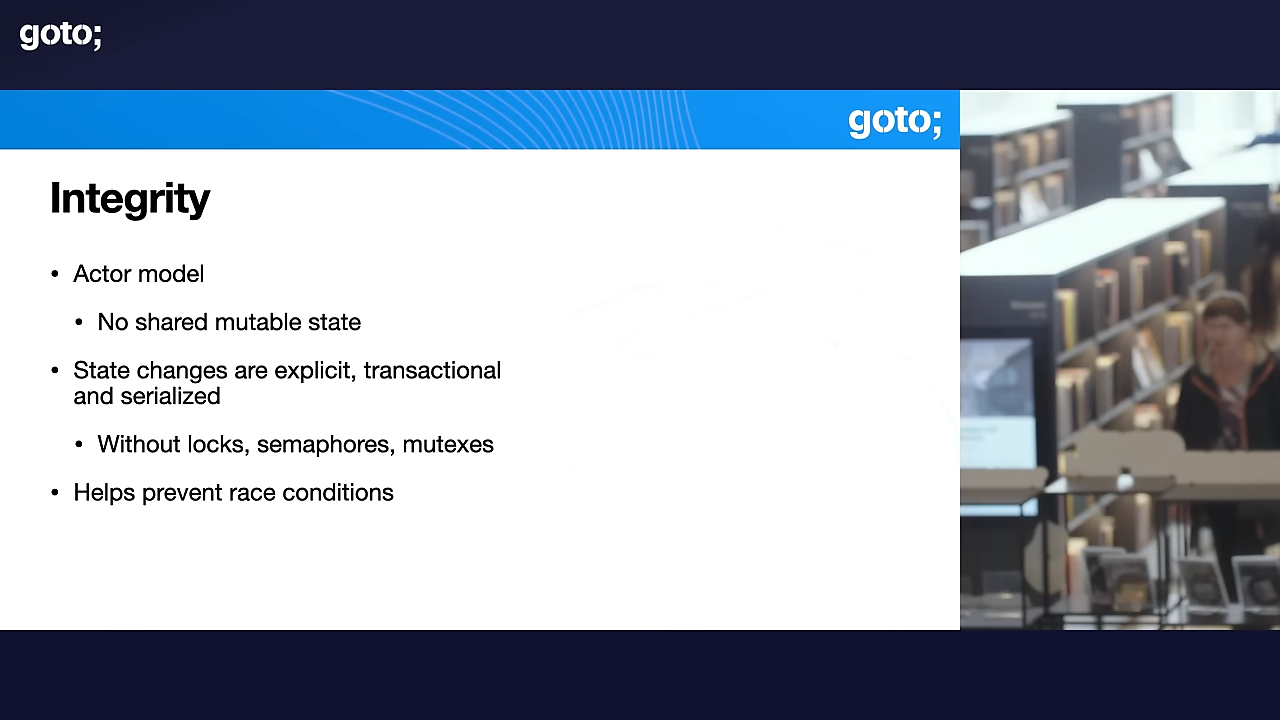 goto;
goto;
Integrity
• Actor model
• No shared mutable state
• State changes are explicit, transactional
and serialized
• Without locks, semaphores, mutexes
• Helps prevent race conditions